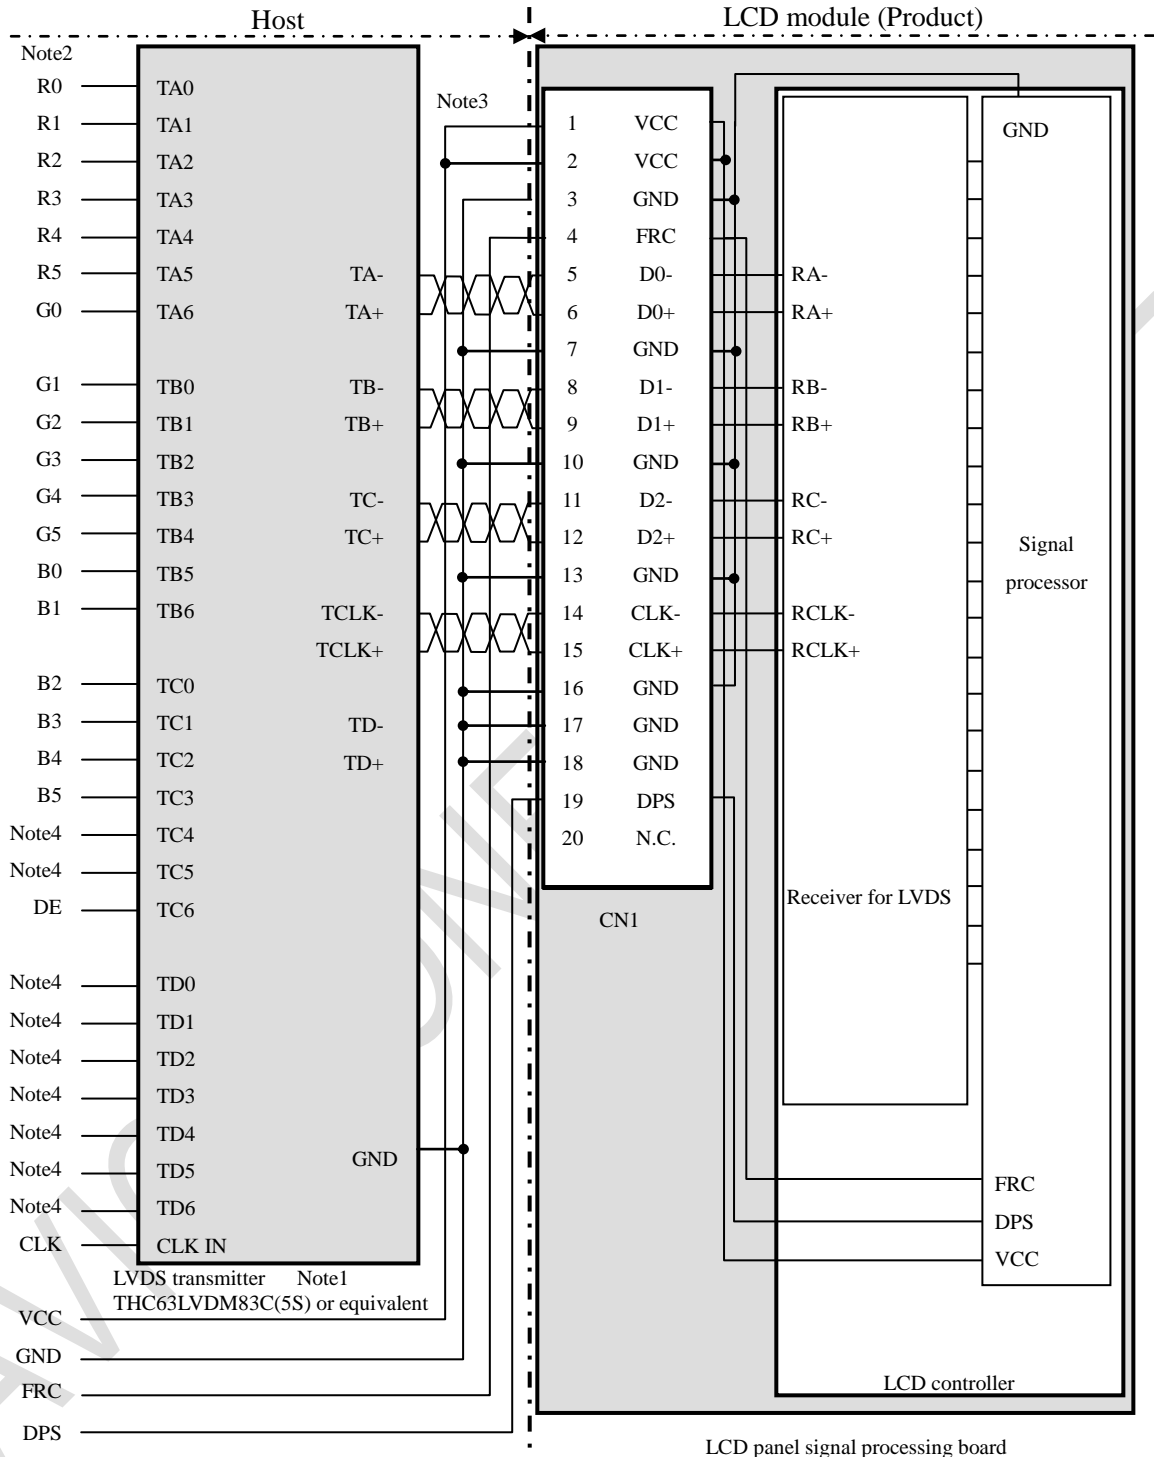 Host
LCD module (Product)
Note2
R0 TA0
R1 TA1
R2 TA2
R3 TA3
R4 TA4
R5 TA5 TA-
G0 TA6 TA+
G1 TB0 TB-
G2 TB1 TB+
G3 TB2
G4 TB3 TC-
G5 TB4 TC+
B0 TB5
B1 TB6 TCLK-
TCLK+
B2 TC0
B3 TC1 TD-
B4 TC2 TD+
B5 TC3
Note4 TC4
Note4 TC5
DE TC6
Note4 TD0
Note4 TD1
Note4 TD2
Note4 TD3
Note4 TD4
GND
Note4 TD5
Note4 TD6
CLK CLK IN
LVDS transmitter Note1
THC63LVDM83C(5S) or equivalent
VCC
GND
FRC
DPS
Note3
1 VCC
2 VCC
3 GND
4 FRC
5 D0-
6 D0+
7 GND
8 D1-
9 D1+
10 GND
11 D2-
12 D2+
13 GND
14 CLK-
15 CLK+
16 GND
17 GND
18 GND
19 DPS
20 N.C.
CN1
RA-
RA+
RB-
RB+
RC-
RC+
RCLK-
RCLK+
Receiver for LVDS
GND
Signal
processor
FRC
DPS
VCC
LCD controller
LCD panel signal processing board